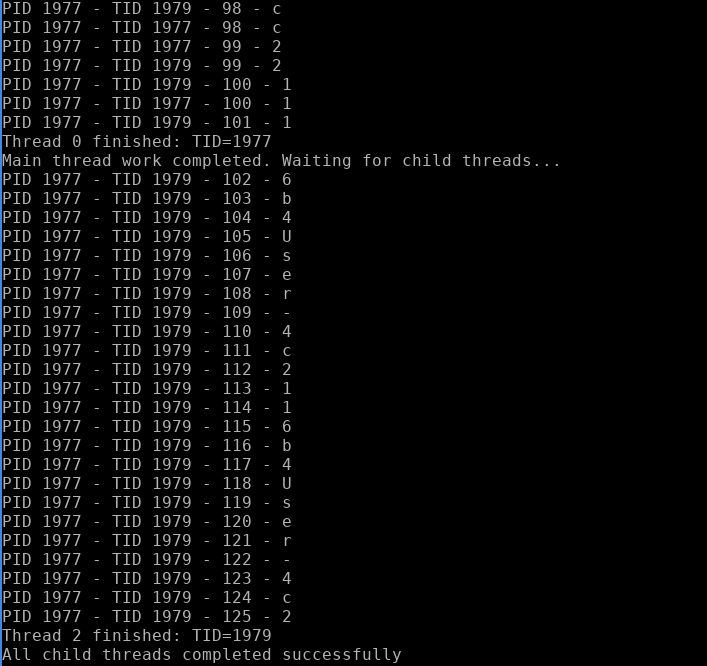 PID 1977 - TID 1979 - 98 - c
PID 1977 - TID 1977 - 98 - c
PID 1977 - TID 1977 - 99 - 2
PID 1977 - TID 1979 - 99 - 2
PID 1977 - TID 1979 - 100 - 1
PID 1977 - TID 1977 - 100 - 1
PID 1977 - TID 1979 - 101 - 1
Thread 0 finished: TID=1977
Main thread work completed. Waiting for child threads...
PID 1977 - TID 1979 - 102 - 6
PID 1977 - TID 1979 - 103 - b
PID 1977 - TID 1979 - 104 - 4
PID 1977 - TID 1979 - 105 - U
PID 1977 - TID 1979 - 106 - s
PID 1977 - TID 1979 - 107 - e
PID 1977 - TID 1979 - 108 - r
PID 1977 - TID 1979 - 109 - -
PID 1977 - TID 1979 - 110 - 4
PID 1977 - TID 1979 - 111 - c
PID 1977 - TID 1979 - 112 - 2
PID 1977 - TID 1979 - 113 - 1
PID 1977 - TID 1979 - 114 - 1
PID 1977 - TID 1979 - 115 - 6
PID 1977 - TID 1979 - 116 - b
PID 1977 - TID 1979 - 117 - 4
PID 1977 - TID 1979 - 118 - U
PID 1977 - TID 1979 - 119 - s
PID 1977 - TID 1979 - 120 - e
PID 1977 - TID 1979 - 121 - r
PID 1977 - TID 1979 - 122 - -
PID 1977 - TID 1979 - 123 - 4
PID 1977 - TID 1979 - 124 - c
PID 1977 - TID 1979 - 125 - 2
Thread 2 finished: TID=1979
All child threads completed successfully